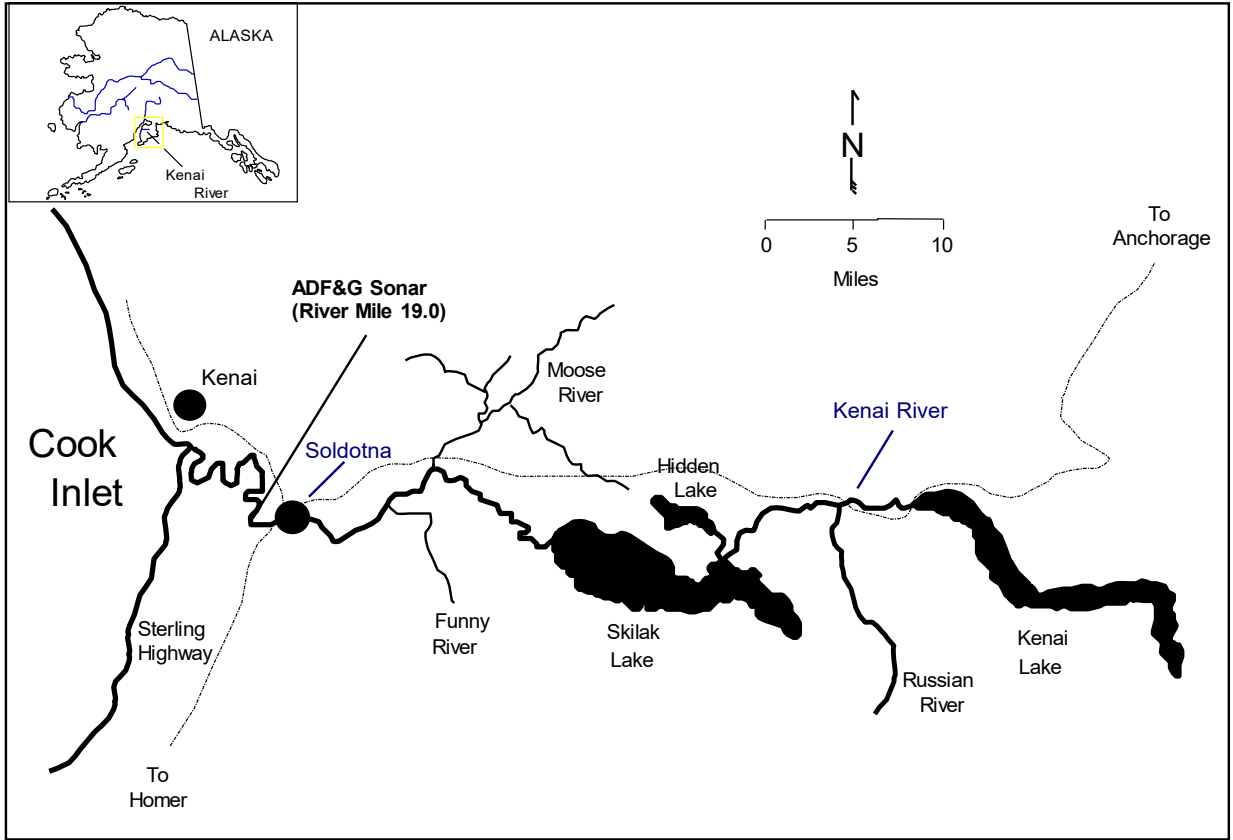 ALASKA
Kenai
River
N
0 5 10
Miles
To
Anchorage
ADF&G Sonar
(River Mile 19.0)
Kenai
Moose
River
Cook
Inlet
Soldotna
Kenai River
Hidden
Lake
Sterling
Highway
Funny
River
Skilak
Lake
Kenai
Lake
Russian
River
To
Homer